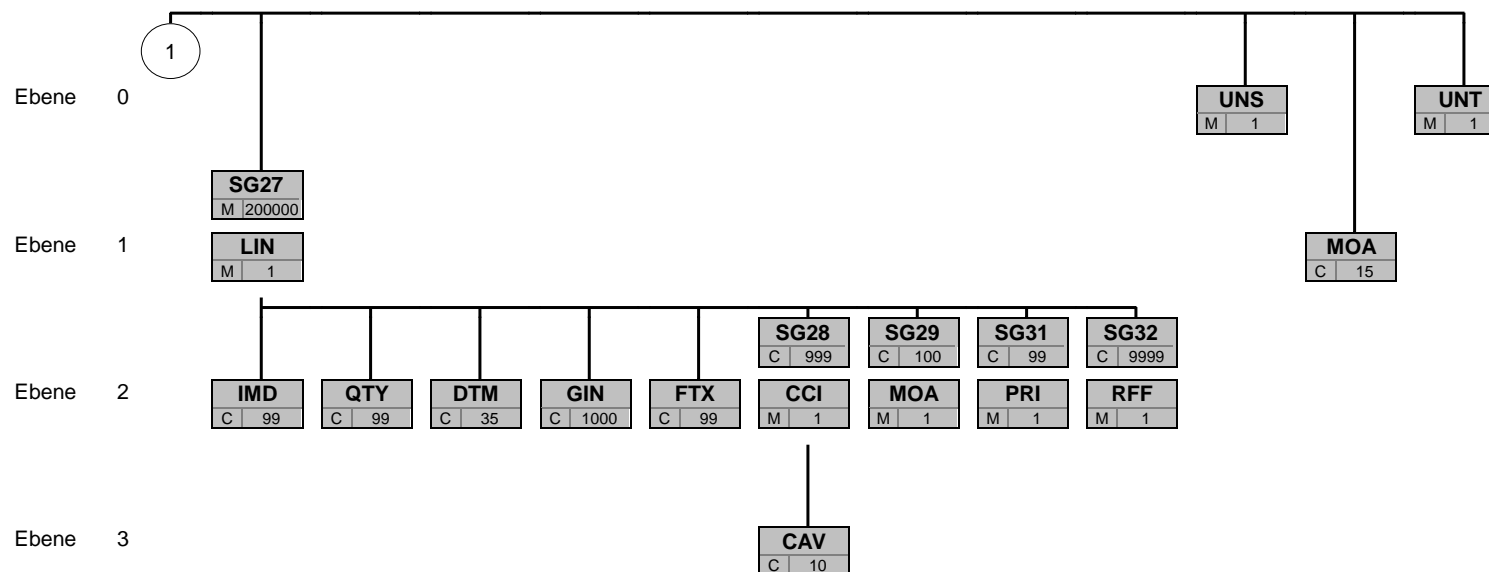 1
Ebene 0
UNS UNT
M 1 M 1
SG27
M 200000
Ebene 1
LIN MOA
M 1 C 15
SG28 SG29 SG31 SG32
C 999 C 100 C 99 C 9999
Ebene 2
IMD QTY DTM GIN FTX CCI MOA PRI RFF
C 99 C 99 C 35 C 1000 C 99 M 1 M 1 M 1 M 1
Ebene 3
CAV
C 10